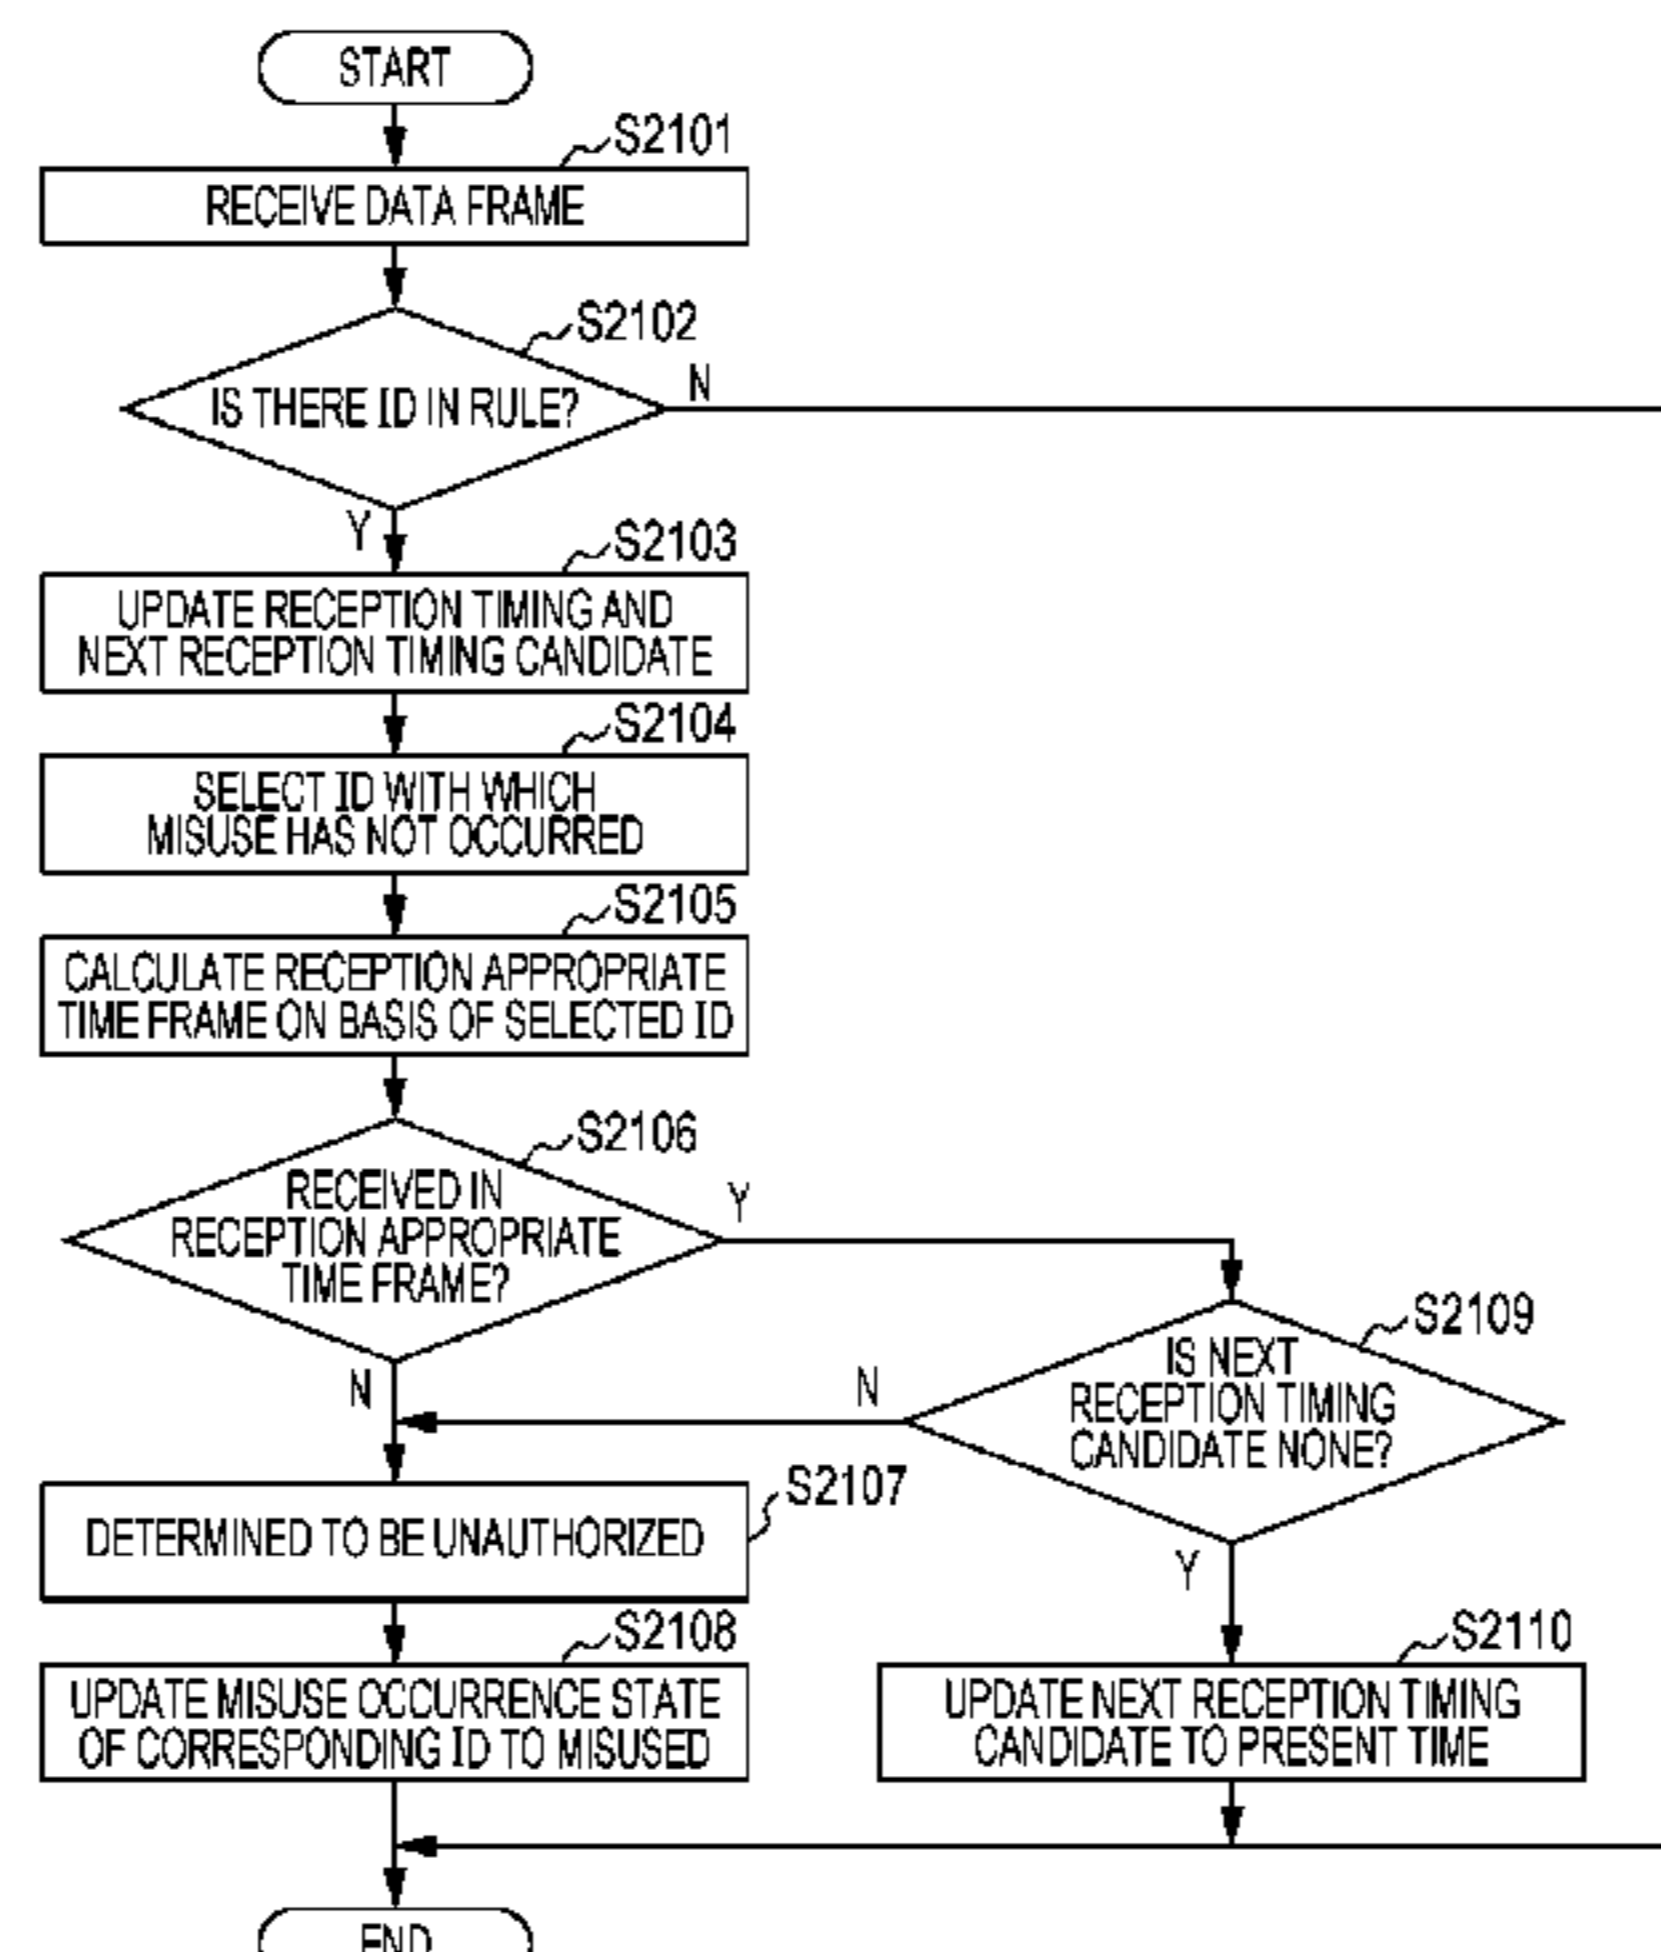 START
S2101
RECEIVE DATA FRAME
S2102
IS THERE ID IN RULE?
N
Y
S2103
UPDATE RECEPTION TIMING AND
NEXT RECEPTION TIMING CANDIDATE
S2104
SELECT ID WITH WHICH
MISUSE HAS NOT OCCURRED
S2105
CALCULATE RECEPTION APPROPRIATE
TIME FRAME ON BASIS OF SELECTED ID
S2106
RECEIVED IN
RECEPTION APPROPRIATE
TIME FRAME?
Y
N
S2109
IS NEXT
RECEPTION TIMING
CANDIDATE NONE?
N
Y
S2107
DETERMINED TO BE UNAUTHORIZED
S2108
UPDATE MISUSE OCCURRENCE STATE
OF CORRESPONDING ID TO MISUSED
S2110
UPDATE NEXT RECEPTION TIMING
CANDIDATE TO PRESENT TIME
END